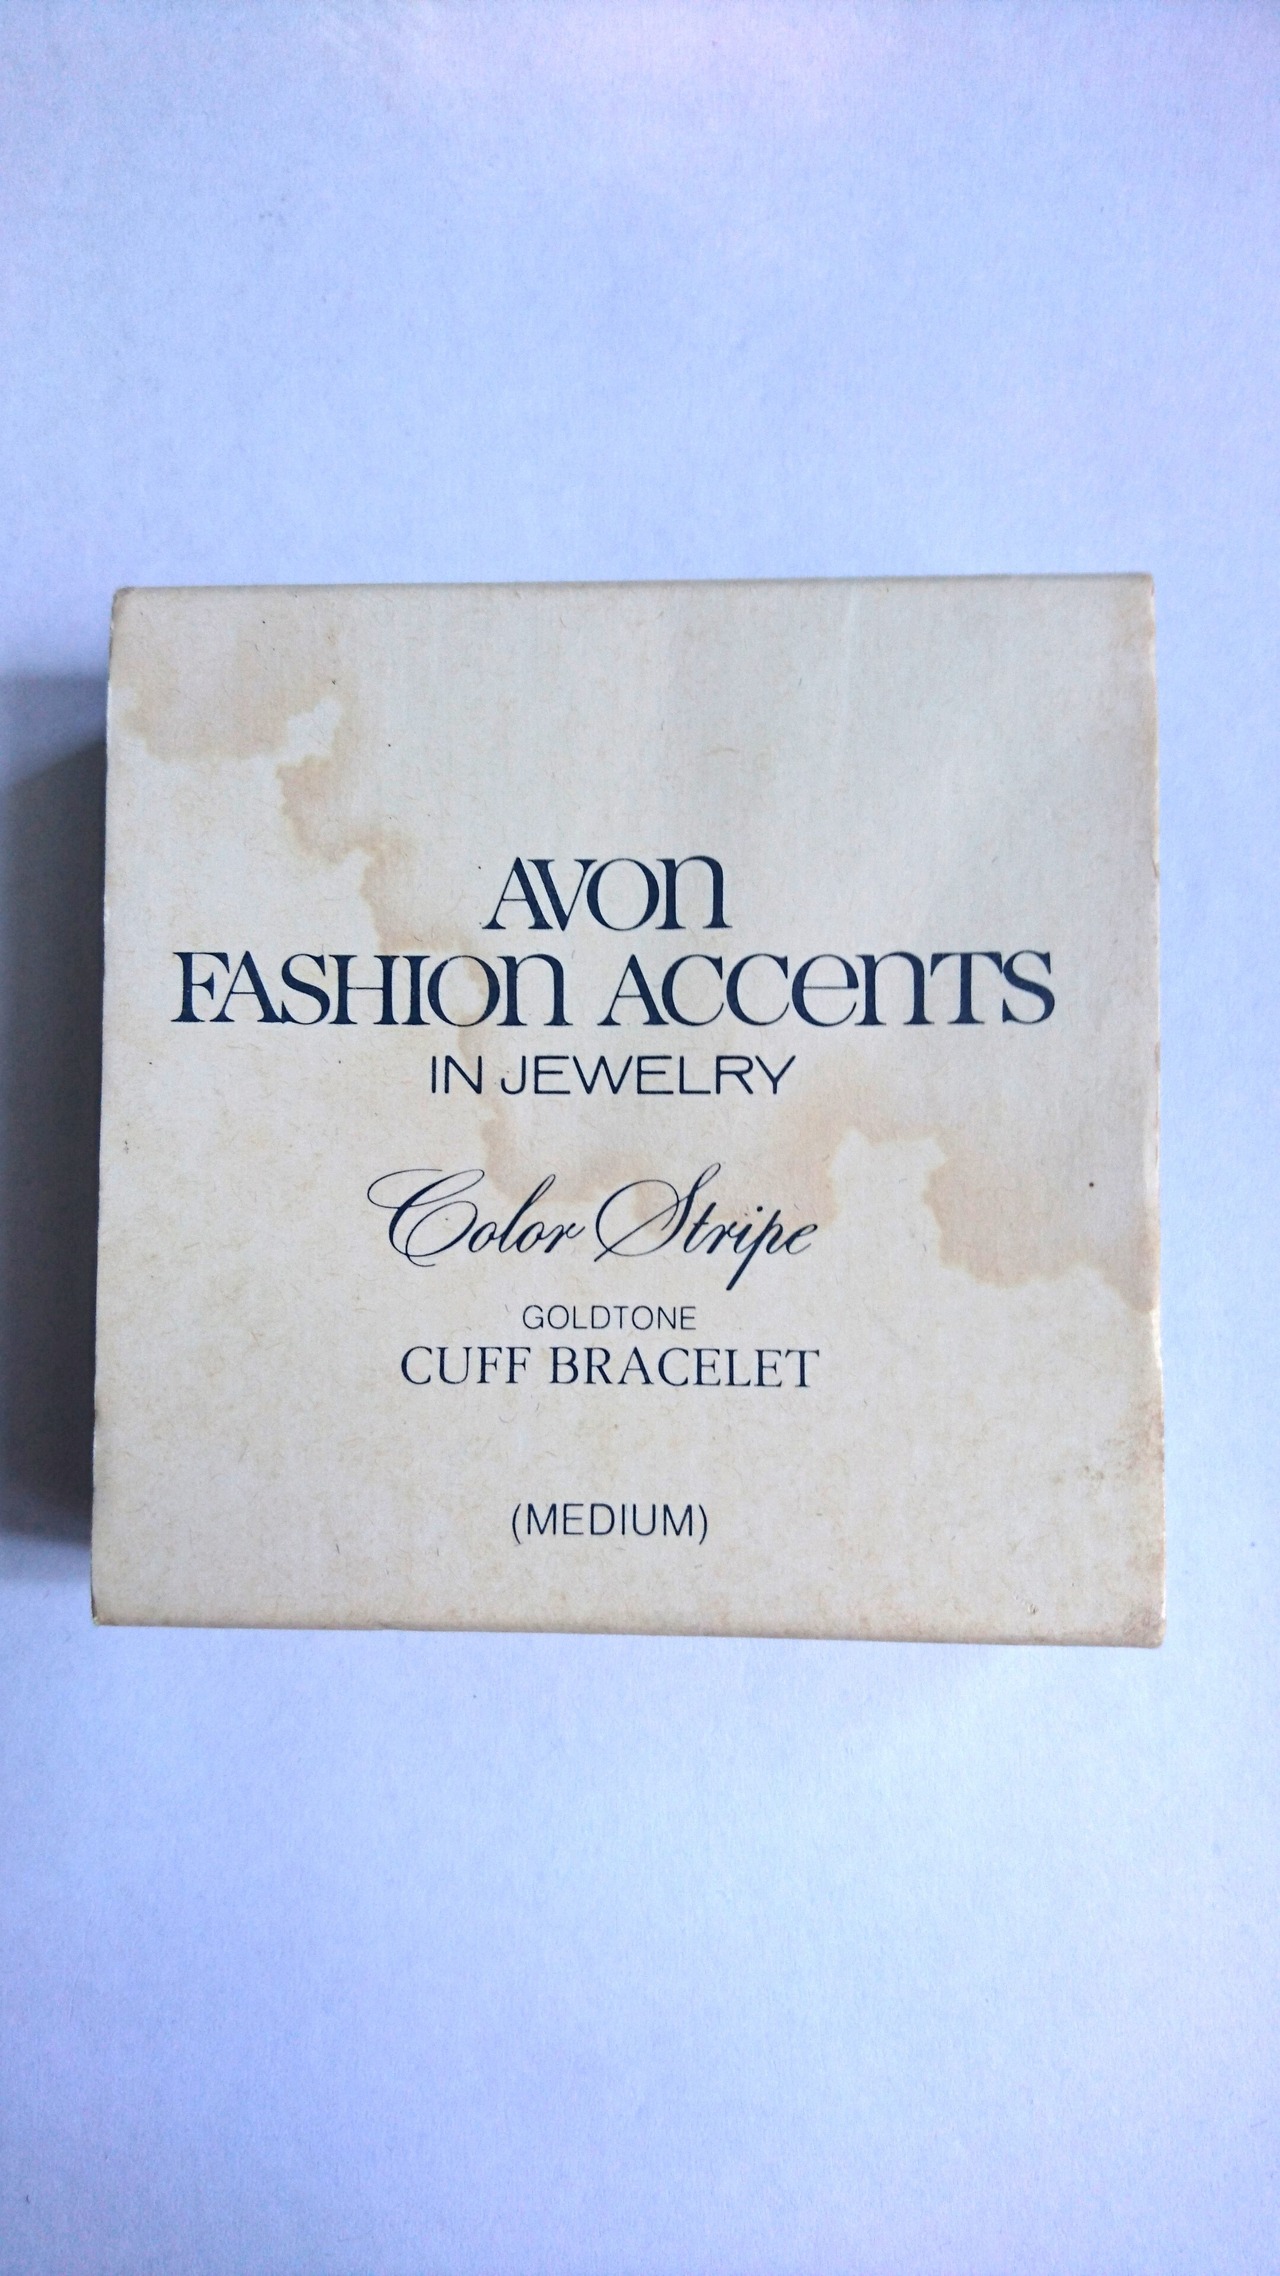 AVON
FASHION ACCENTS
IN JEWELRY
Color Stripe
GOLDTONE
CUFF BRACELET
(MEDIUM)